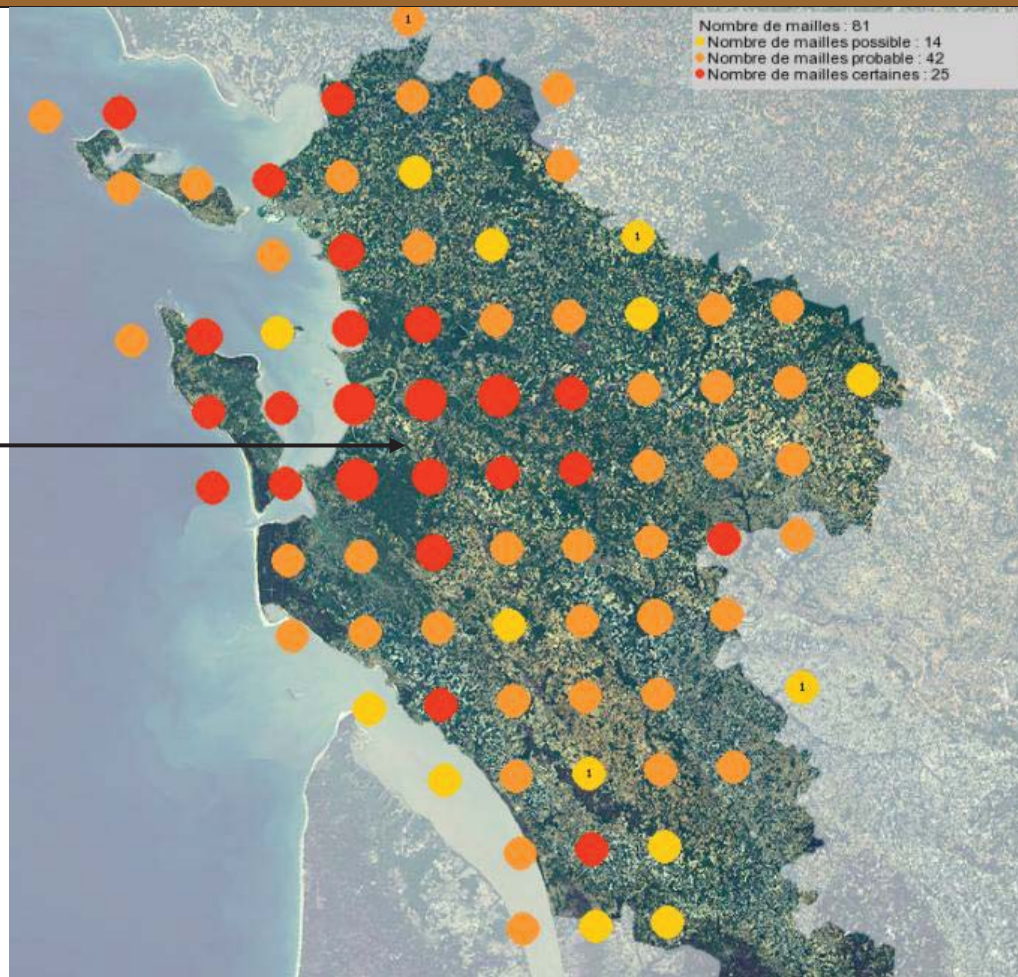 1
Nombre de mailles : 81
Nombre de mailles possible : 14
Nombre de mailles probable : 42
Nombre de mailles certaines : 25
1
1
1